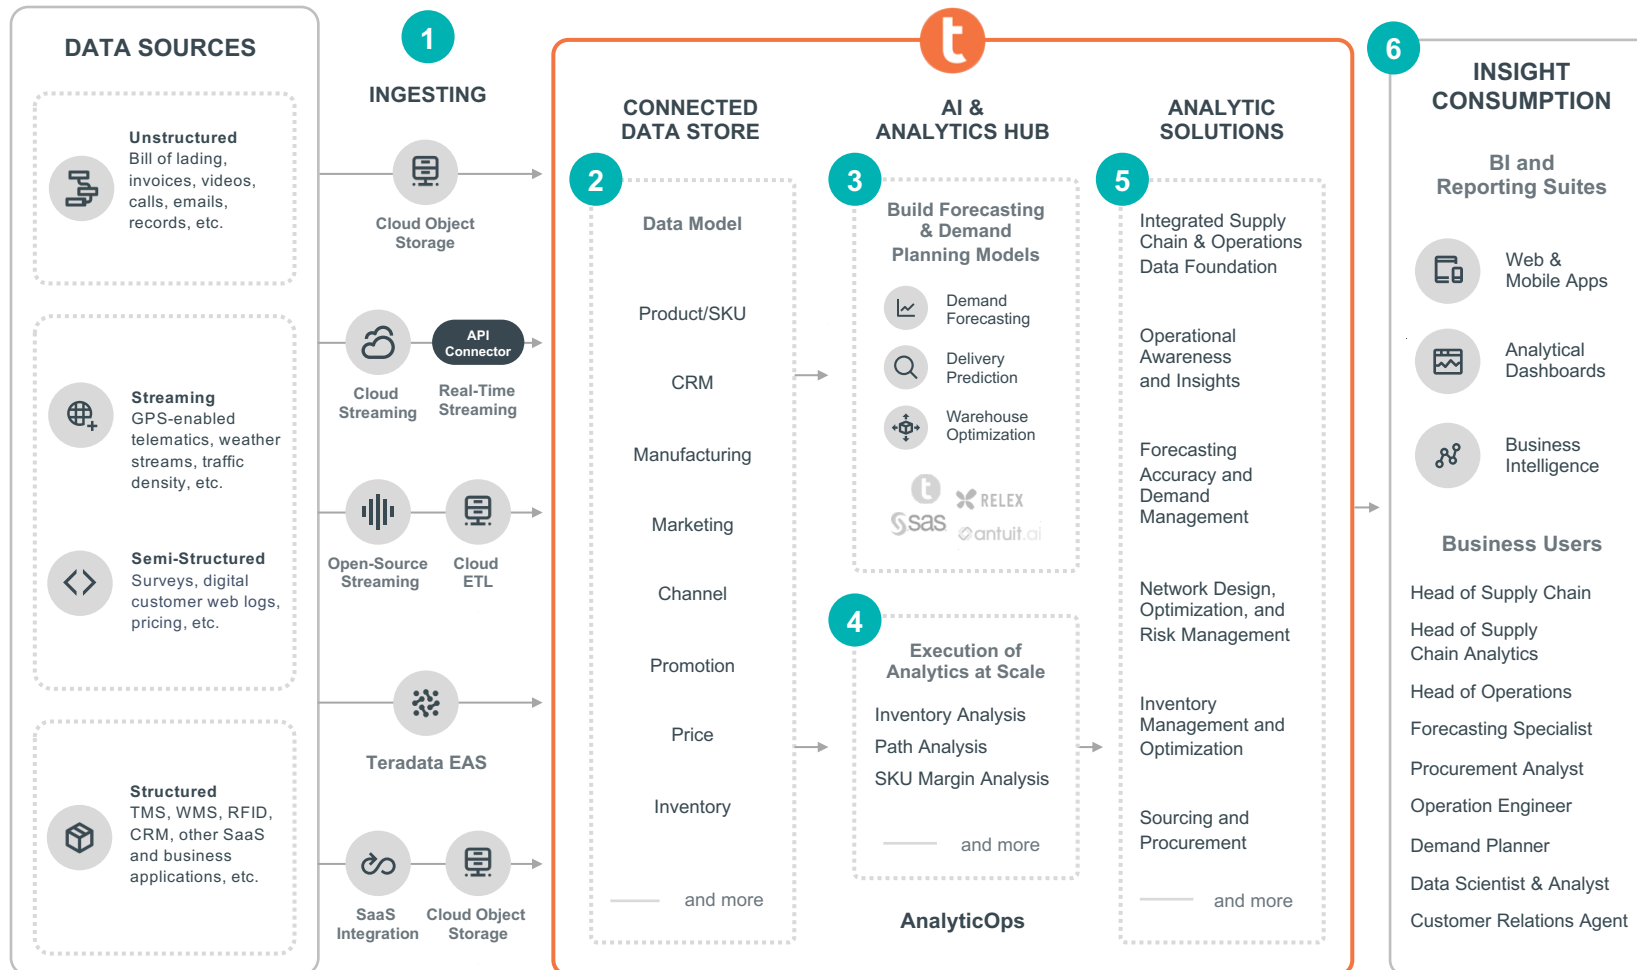 DATA SOURCES
Unstructured
Bill of lading,
invoices, videos,
calls, emails,
records, etc.
Streaming
GPS-enabled
telematics, weather
streams, traffic
density, etc.
Semi-Structured
Surveys, digital
customer web logs,
pricing, etc.
Structured
TMS, WMS, RFID,
CRM, other SaaS
and business
applications, etc.
1
INGESTING
Cloud Object
Storage
API
Connector
Cloud
Streaming
Real-Time
Streaming
Open-Source
Streaming
Cloud
ETL
Teradata EAS
SaaS
Integration
Cloud Object
Storage
t
CONNECTED
DATA STORE
2
Data Model
Product/SKU
CRM
Manufacturing
Marketing
Channel
Promotion
Price
Inventory
and more
AI &
ANALYTICS HUB
3
Build Forecasting
& Demand
Planning Models
Demand
Forecasting
Delivery
Prediction
Warehouse
Optimization
t
RELEX
sas
antuit.ai
4
Execution of
Analytics at Scale
Inventory Analysis
Path Analysis
SKU Margin Analysis
and more
AnalyticOps
ANALYTIC
SOLUTIONS
5
Integrated Supply
Chain & Operations
Data Foundation
Operational
Awareness
and Insights
Forecasting
Accuracy and
Demand
Management
Network Design,
Optimization, and
Risk Management
Inventory
Management and
Optimization
Sourcing and
Procurement
and more
6
INSIGHT
CONSUMPTION
BI and
Reporting Suites
Web &
Mobile Apps
Analytical
Dashboards
Business
Intelligence
Business Users
Head of Supply Chain
Head of Supply
Chain Analytics
Head of Operations
Forecasting Specialist
Procurement Analyst
Operation Engineer
Demand Planner
Data Scientist & Analyst
Customer Relations Agent